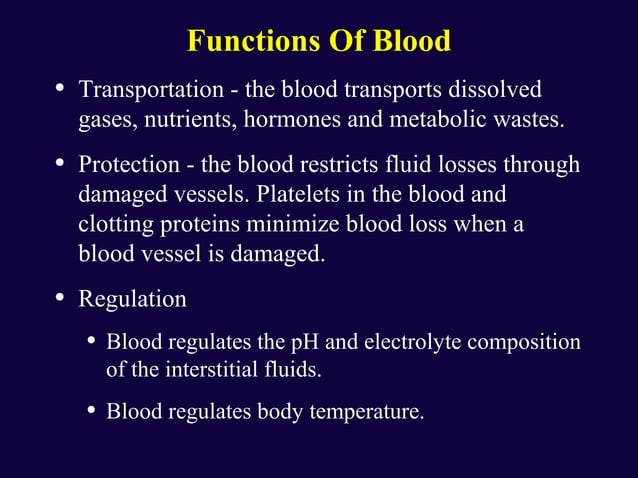 Functions Of Blood
• Transportation - the blood transports dissolved
gases, nutrients, hormones and metabolic wastes.
• Protection - the blood restricts fluid losses through
damaged vessels. Platelets in the blood and
clotting proteins minimize blood loss when a
blood vessel is damaged.
• Regulation
• Blood regulates the pH and electrolyte composition
of the interstitial fluids.
• Blood regulates body temperature.